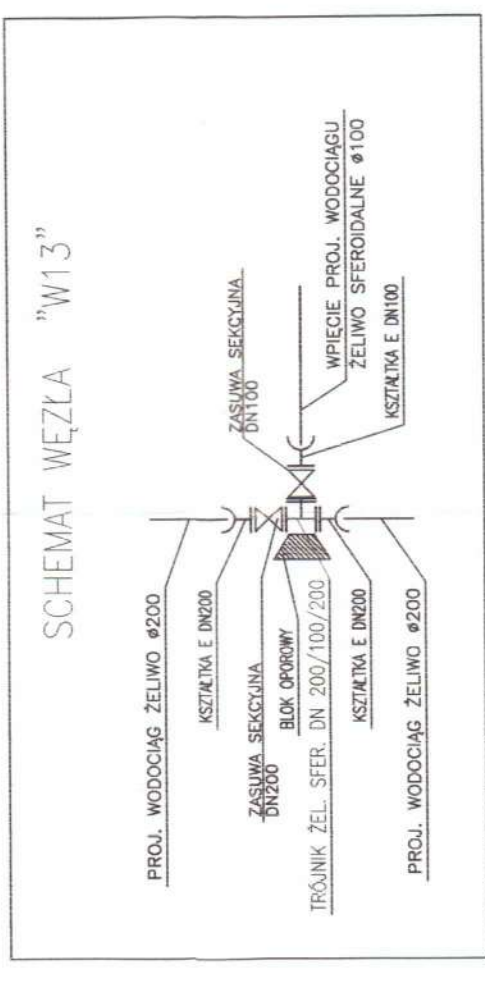 SCHEMAT WĘZŁA "W13"
PROJ. WODOCIĄG ŻELIWO ø200
KSZTAŁTKA E DN200
ZASUWA SEKCYJNA
DN200
BLOK OPOROWY
TRÓJNIK ŻEL. SFER. DN 200/100/200
KSZTAŁTKA E DN200
PROJ. WODOCIĄG ŻELIWO ø200
ZASUWA SEKCYJNA
DN100
WPIĘCIE PROJ. WODOCIĄGU
ŻELIWO SFEROIDALNE ø100
KSZTAŁTKA E DN100